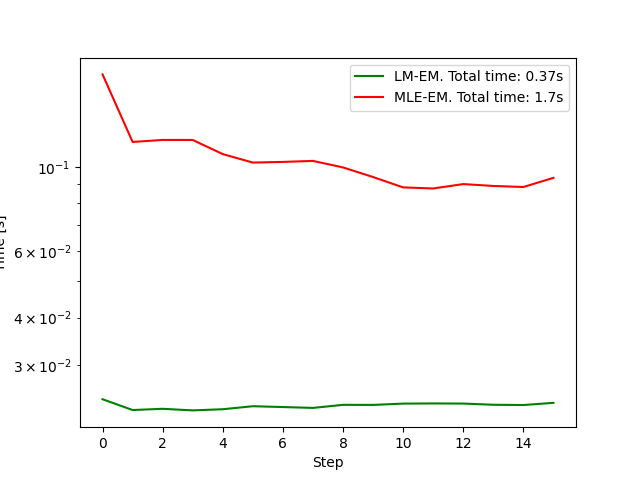 LM-EM. Total time: 0.37s
MLE-EM. Total time: 1.7s
10⁻¹
6 × 10⁻²
4 × 10⁻²
3 × 10⁻²
0 2 4 6 8 10 12 14
Step
[s]